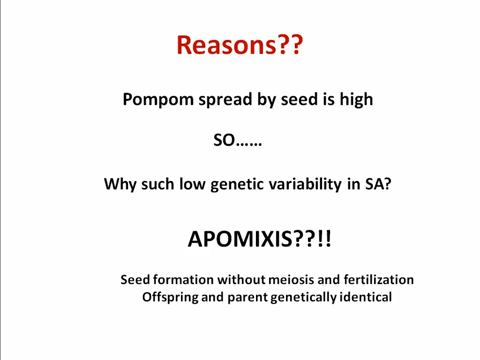 Reasons??
Pompom spread by seed is high
SO……
Why such low genetic variability in SA?
APOMIXIS??!!
Seed formation without meiosis and fertilization
Offspring and parent genetically identical